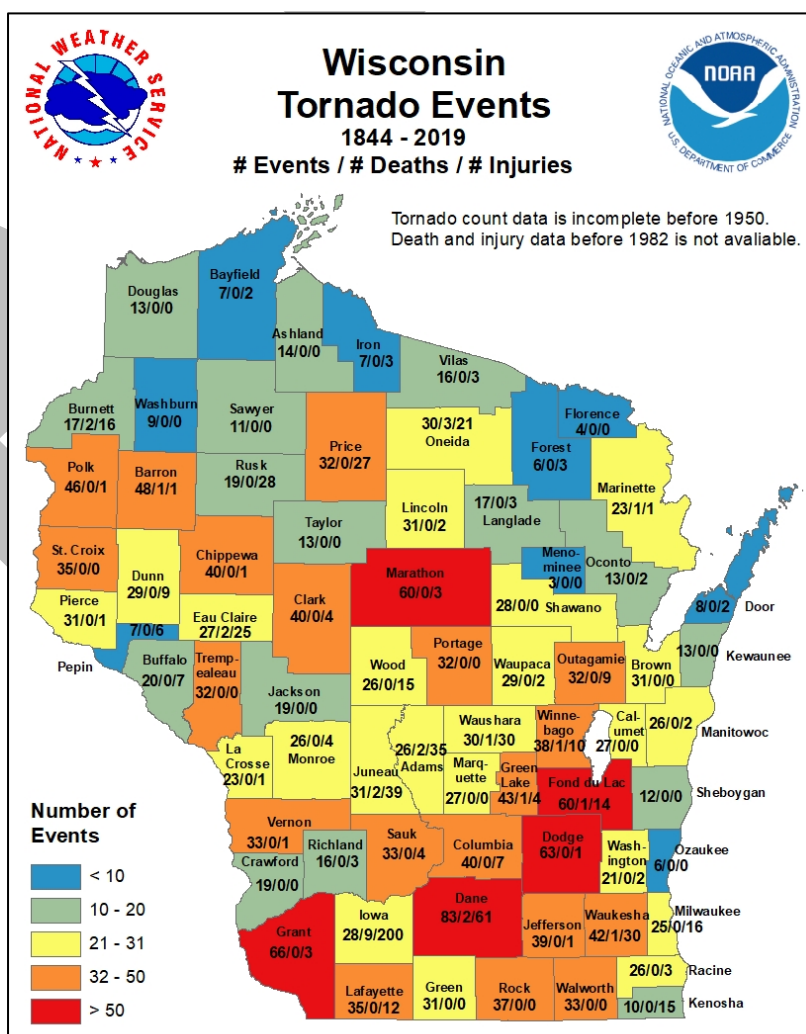 NATIONAL WEATHER SERVICE
NATIONAL OCEANIC AND ATMOSPHERIC ADMINISTRATION
NOAA
U.S. DEPARTMENT OF COMMERCE
Wisconsin
Tornado Events
1844 - 2019
# Events / # Deaths / # Injuries
Tornado count data is incomplete before 1950.
Death and injury data before 1982 is not avaliable.
Douglas
13/0/0
Bayfield
7/0/2
Ashland
14/0/0
Iron
7/0/3
Vilas
16/0/3
Burnett
17/2/16
Washburn
9/0/0
Sawyer
11/0/0
Price
32/0/27
30/3/21
Oneida
Forest
6/0/3
Florence
4/0/0
Marinette
23/1/1
Polk
46/0/1
Barron
48/1/1
Rusk
19/0/28
Taylor
13/0/0
Lincoln
31/0/2
17/0/3
Langlade
Oconto
13/0/2
Meno-
minee
3/0/0
St. Croix
35/0/0
Dunn
29/0/9
Chippewa
40/0/1
Clark
40/0/4
Marathon
60/0/3
28/0/0
Shawano
8/0/2
Door
Pierce
31/0/1
7/0/6
Pepin
Eau Claire
27/2/25
Buffalo
20/0/7
Tremp-
ealeau
32/0/0
Jackson
19/0/0
Wood
26/0/15
Portage
32/0/0
Waupaca
29/0/2
Outagamie
32/0/9
Brown
31/0/0
13/0/0
Kewaunee
La
Crosse
23/0/1
26/0/4
Monroe
Juneau
31/2/39
26/2/35
Adams
Waushara
30/1/30
Marq-
uette
27/0/0
Green
Lake
43/1/4
Winne-
bago
38/1/10
Cal-
umet
27/0/0
26/0/2
Manitowoc
Fond du Lac
60/1/14
12/0/0
Sheboygan
Vernon
33/0/1
Crawford
19/0/0
Richland
16/0/3
Sauk
33/0/4
Columbia
40/0/7
Dodge
63/0/1
Wash-
ington
21/0/2
Ozaukee
6/0/0
Grant
66/0/3
Iowa
28/9/200
Dane
83/2/61
Jefferson
39/0/1
Waukesha
42/1/30
Milwaukee
25/0/16
Lafayette
35/0/12
Green
31/0/0
Rock
37/0/0
Walworth
33/0/0
26/0/3
Racine
10/0/15
Kenosha
Number of
Events
< 10
10 - 20
21 - 31
32 - 50
> 50